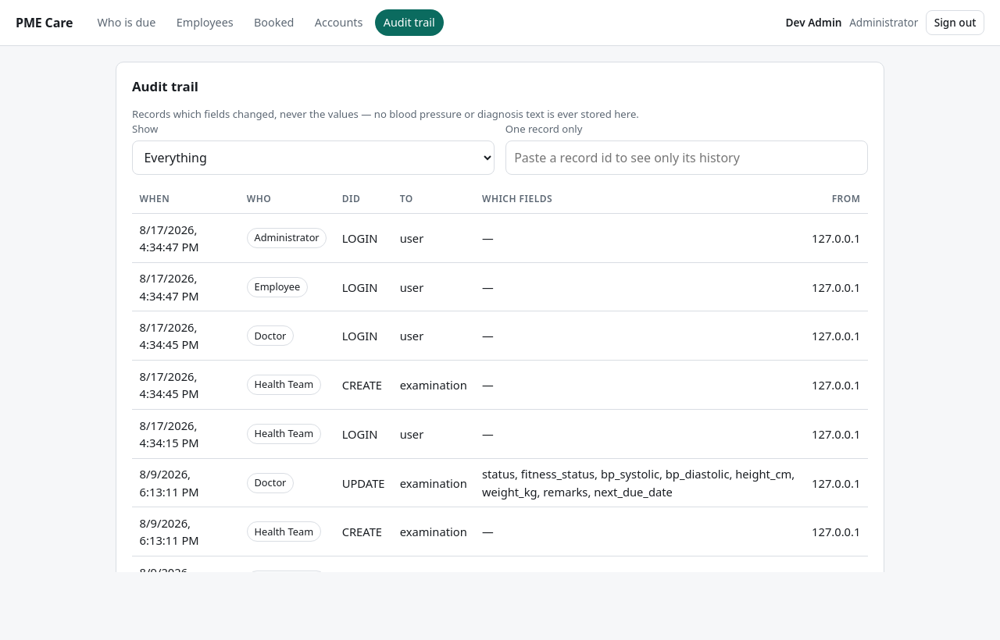 PME Care Who is due Employees Booked Accounts Audit trail Dev Admin Administrator Sign out
Audit trail
Records which fields changed, never the values — no blood pressure or diagnosis text is ever stored here.
Show One record only
Everything Paste a record id to see only its history
WHEN WHO DID TO WHICH FIELDS FROM
8/17/2026,
4:34:47 PM Administrator LOGIN user — 127.0.0.1
8/17/2026,
4:34:47 PM Employee LOGIN user — 127.0.0.1
8/17/2026,
4:34:45 PM Doctor LOGIN user — 127.0.0.1
8/17/2026,
4:34:45 PM Health Team CREATE examination — 127.0.0.1
8/17/2026,
4:34:15 PM Health Team LOGIN user — 127.0.0.1
8/9/2026, status, fitness_status, bp_systolic, bp_diastolic, height_cm,
6:13:11 PM Doctor UPDATE examination weight_kg, remarks, next_due_date 127.0.0.1
8/9/2026,
6:13:11 PM Health Team CREATE examination — 127.0.0.1